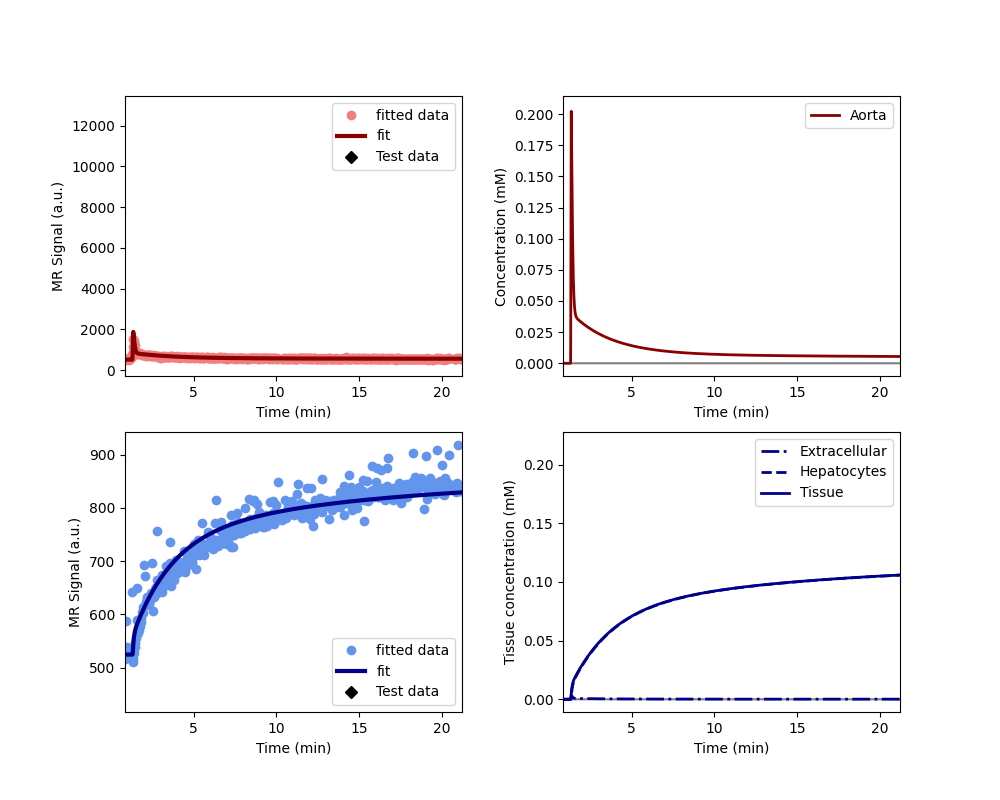 12000
10000
8000
6000
4000
2000
0
MR Signal (a.u.)
fitted data
fit
Test data
5
10
15
20
Time (min)
0.200
0.175
0.150
0.125
0.100
0.075
0.050
0.025
0.000
Concentration (mM)
Aorta
5
10
15
20
Time (min)
900
800
700
600
500
MR Signal (a.u.)
fitted data
fit
Test data
5
10
15
20
Time (min)
0.20
0.15
0.10
0.05
0.00
Tissue concentration (mM)
Extracellular
Hepatocytes
Tissue
5
10
15
20
Time (min)